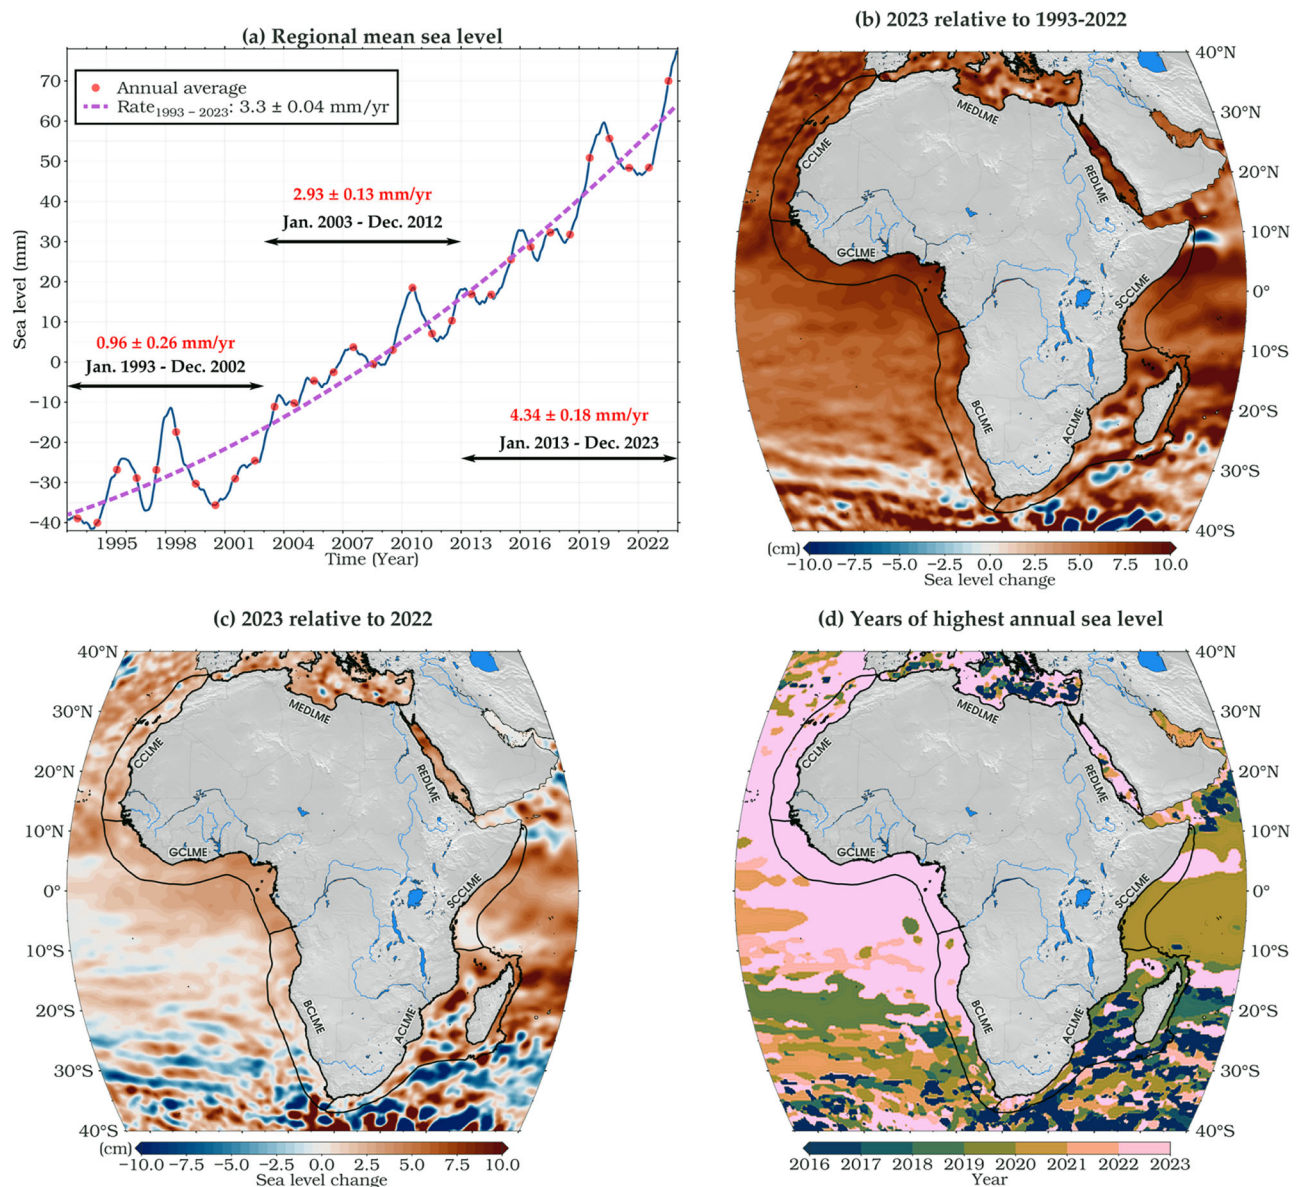 (a) Regional mean sea level
Annual average
Rate1993 – 2023: 3.3 ± 0.04 mm/yr
2.93 ± 0.13 mm/yr
Jan. 2003 - Dec. 2012
0.96 ± 0.26 mm/yr
Jan. 1993 - Dec. 2002
4.34 ± 0.18 mm/yr
Jan. 2013 - Dec. 2023
70
60
50
40
30
20
10
0
−10
−20
−30
−40
Sea level (mm)
1995 1998 2001 2004 2007 2010 2013 2016 2019 2022
Time (Year)
(b) 2023 relative to 1993-2022
40°N
30°N
20°N
10°N
0°
10°S
20°S
30°S
40°S
MEDLME
CCLME
REDLME
GCLME
SCCLME
BCLME
ACLME
(cm)
−10.0 −7.5 −5.0 −2.5 0.0 2.5 5.0 7.5 10.0
Sea level change
(c) 2023 relative to 2022
40°N
30°N
20°N
10°N
0°
10°S
20°S
30°S
40°S
MEDLME
CCLME
REDLME
GCLME
SCCLME
BCLME
ACLME
(cm)
−10.0 −7.5 −5.0 −2.5 0.0 2.5 5.0 7.5 10.0
Sea level change
(d) Years of highest annual sea level
40°N
30°N
20°N
10°N
0°
10°S
20°S
30°S
40°S
MEDLME
CCLME
REDLME
GCLME
SCCLME
BCLME
ACLME
2016 2017 2018 2019 2020 2021 2022 2023
Year